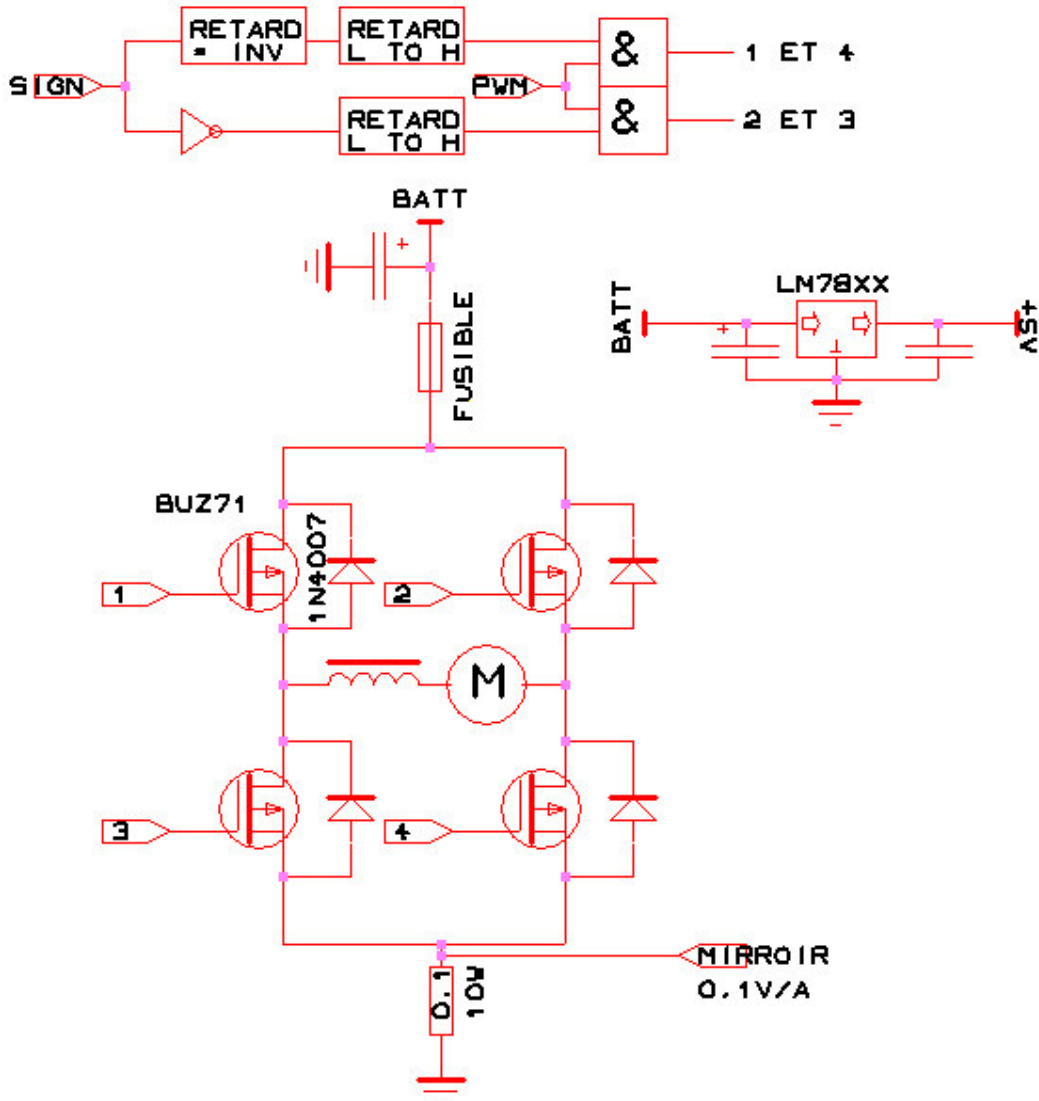 RETARD
= INV
RETARD
L TO H
&
1 ET 4
SIGN
PWM
RETARD
L TO H
&
2 ET 3
BATT
+
FUSIBLE
LM78XX
BATT
+
+5V
BUZ71
1N4007
1
2
M
3
4
MIRROIR
0.1V/A
0.1
10W